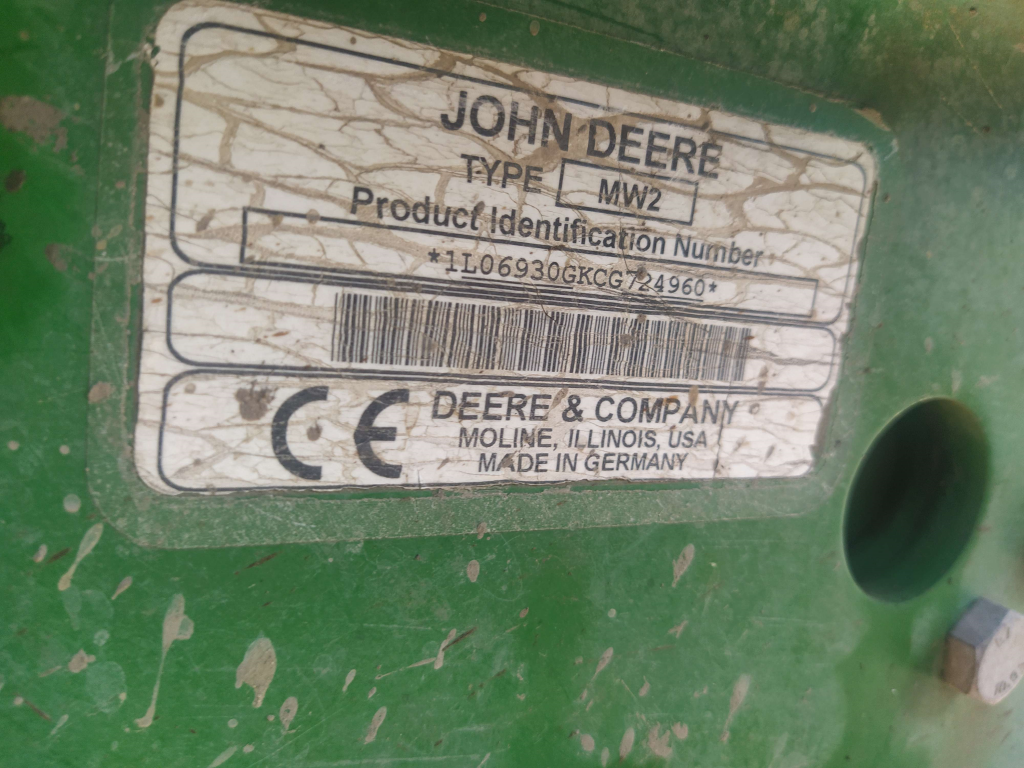 JOHN DEERE
TYPE MW2
Product Identification Number
*1L06930GKCG724960*
CE
DEERE & COMPANY
MOLINE, ILLINOIS, USA
MADE IN GERMANY